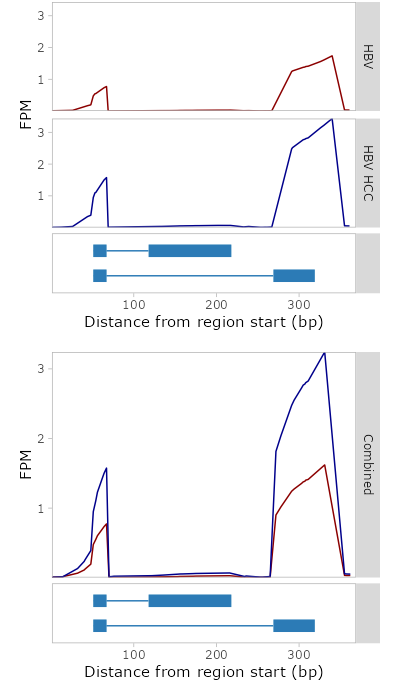 3
2
1
HBV
FPM
3
2
1
HBV HCC
100 200 300
Distance from region start (bp)
3
2
1
FPM
Combined
100 200 300
Distance from region start (bp)